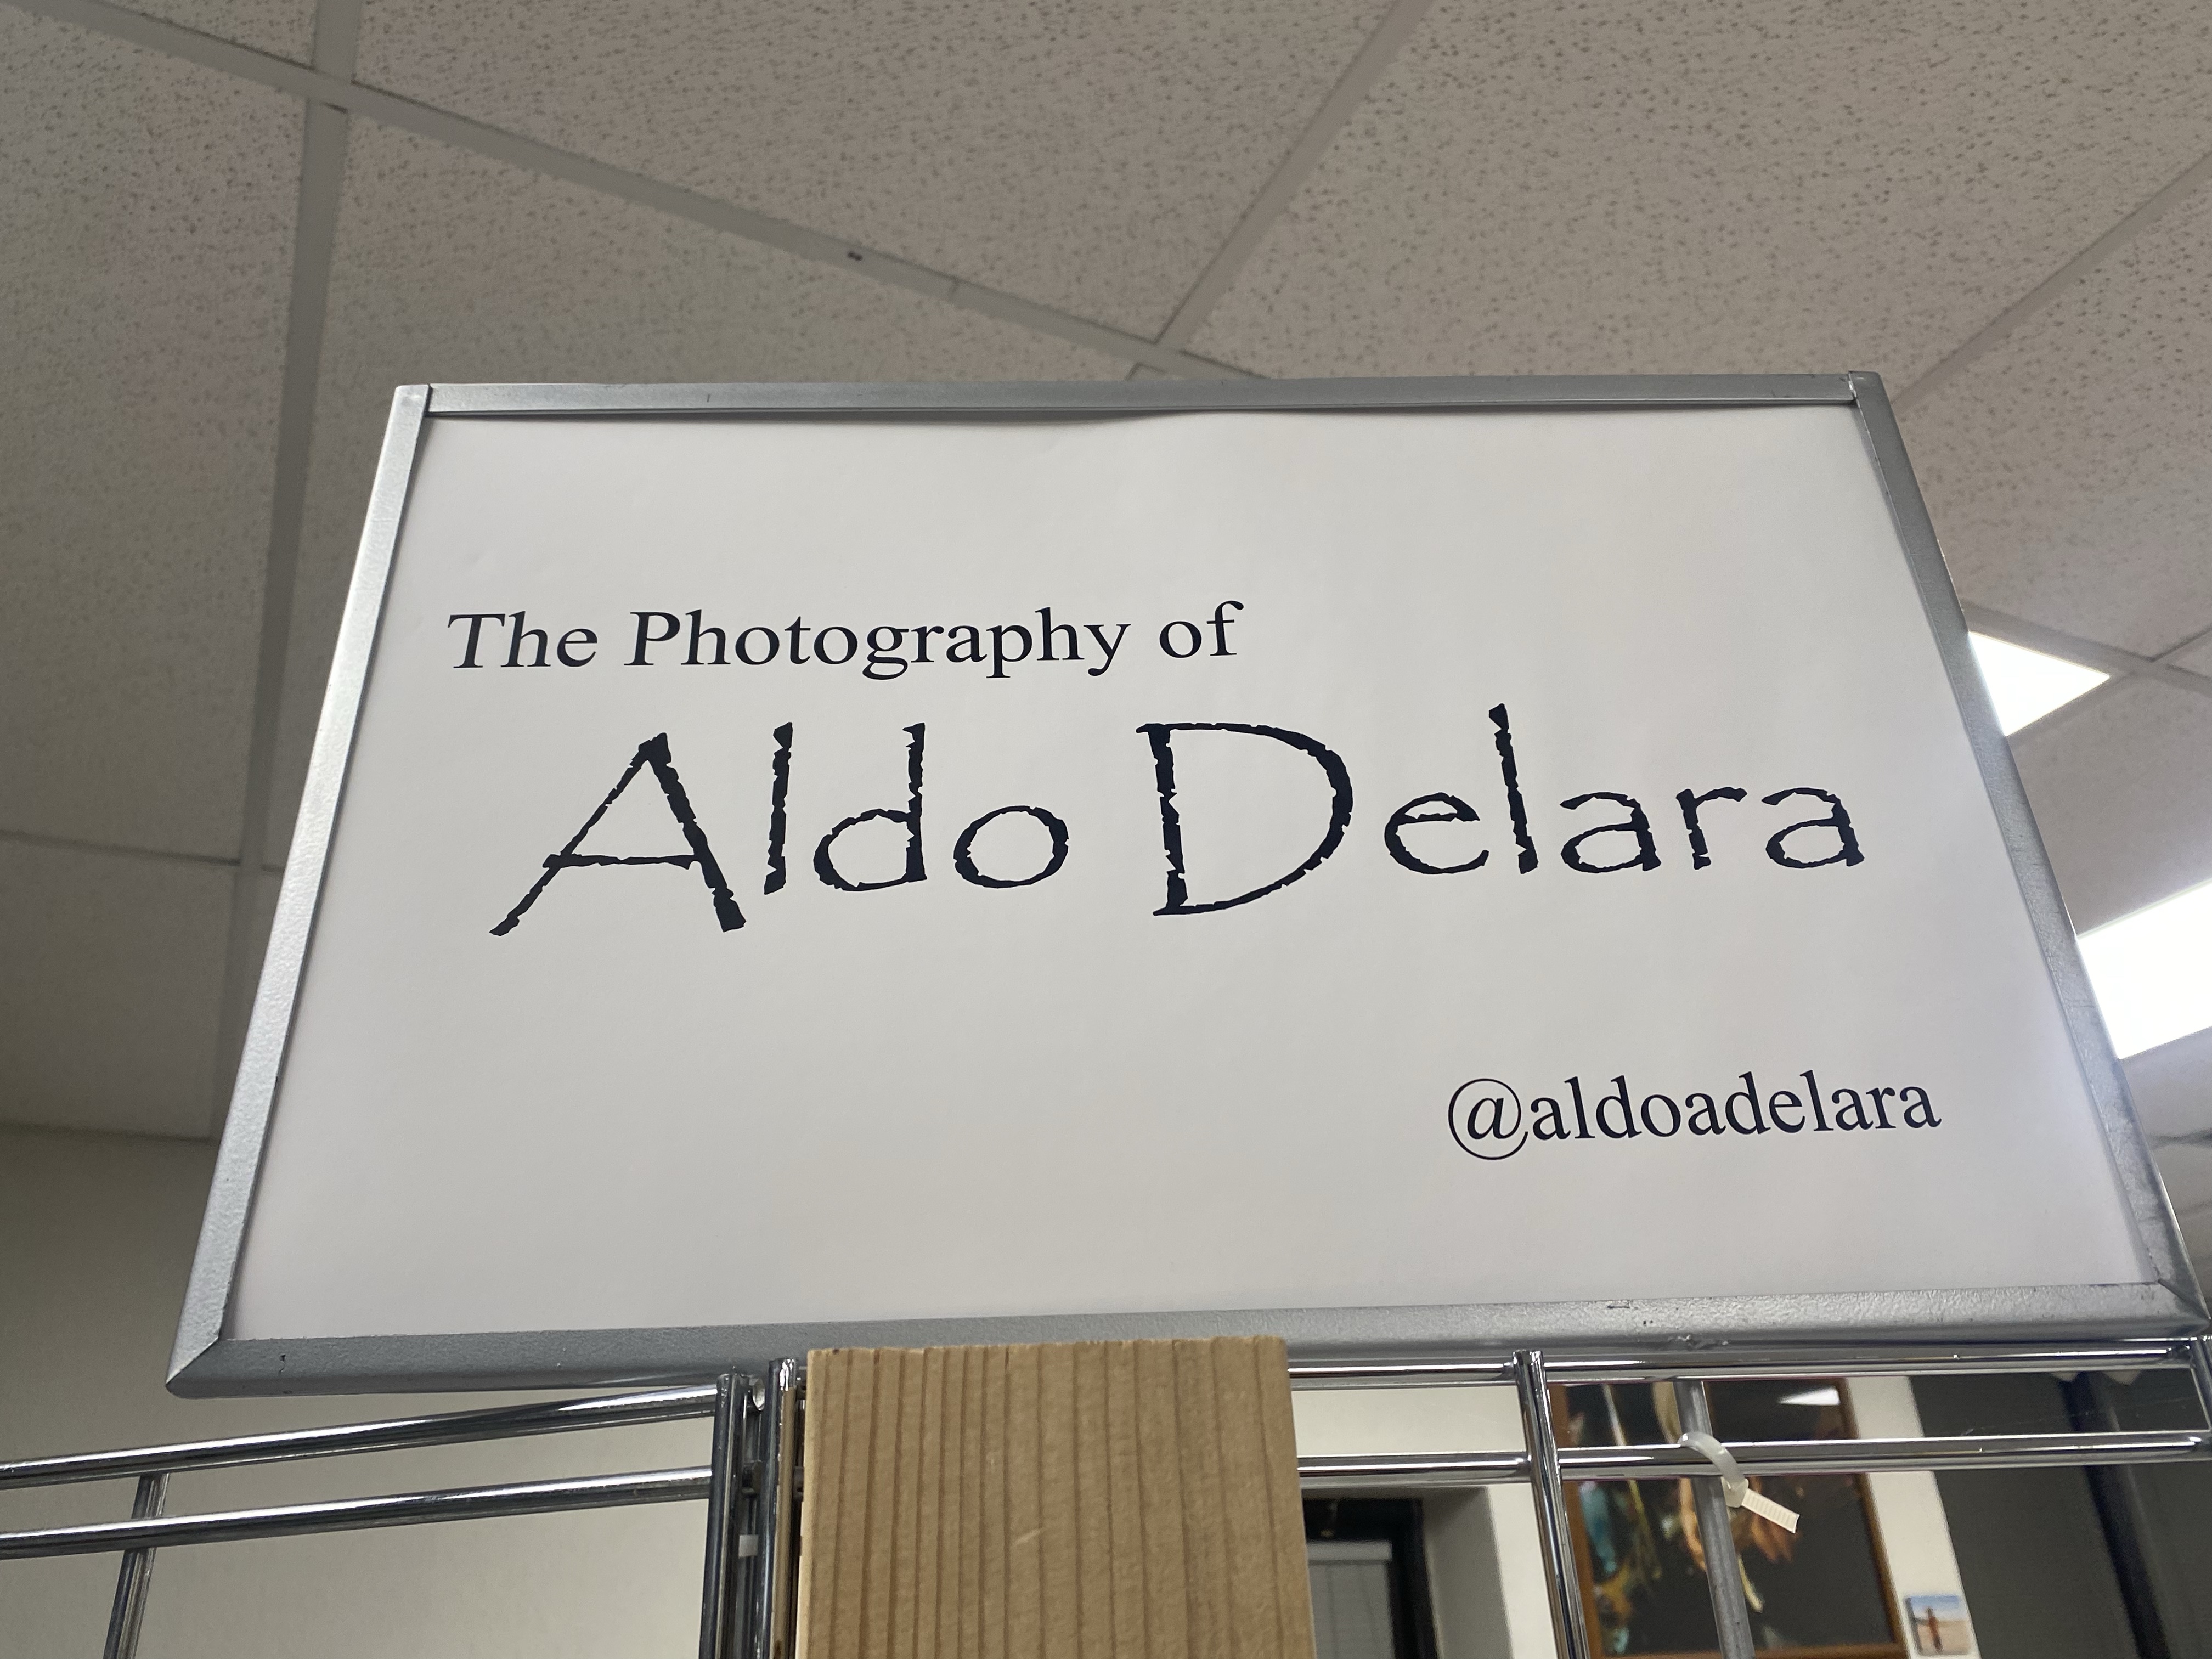 The Photography of
Aldo Delara
@aldoadelara